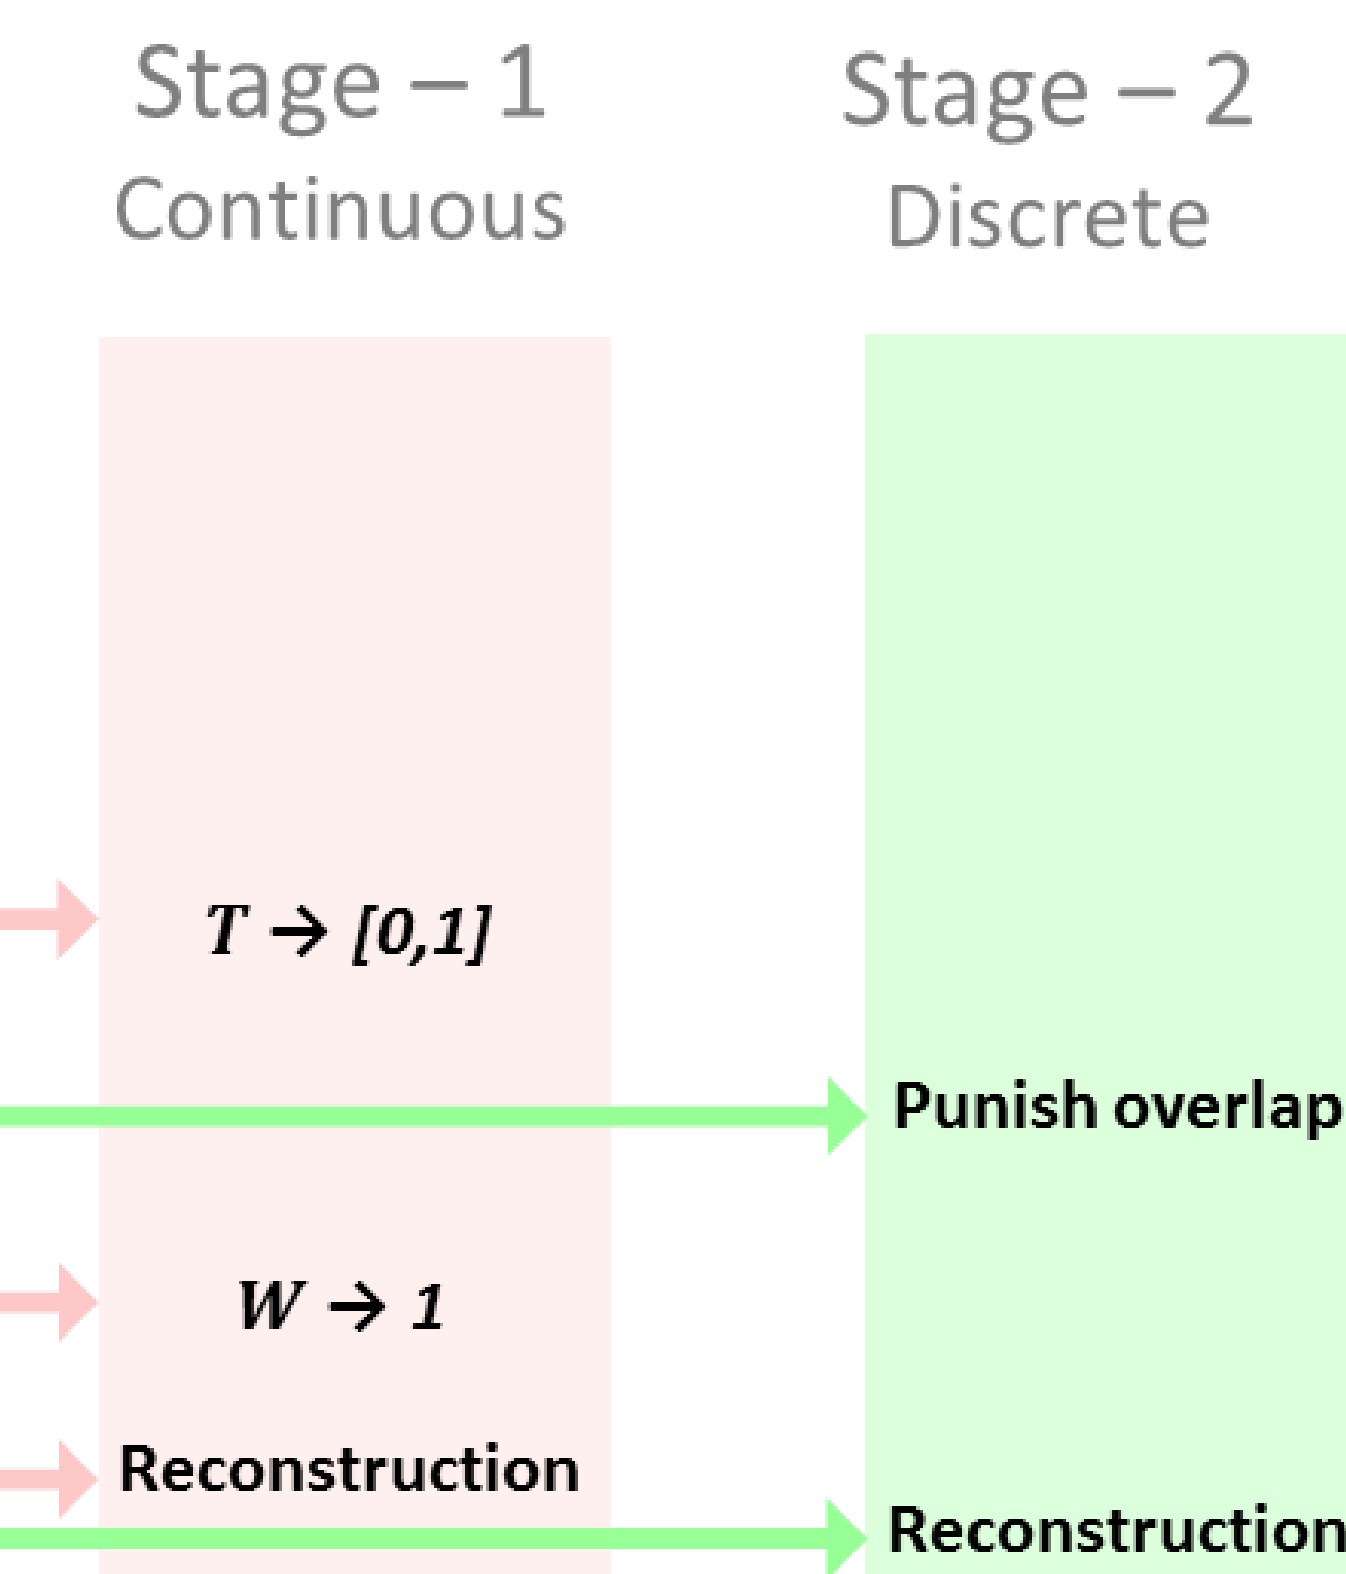 Stage – 1
Continuous
Stage – 2
Discrete
T → [0,1]
Punish overlap
W → 1
Reconstruction
Reconstruction